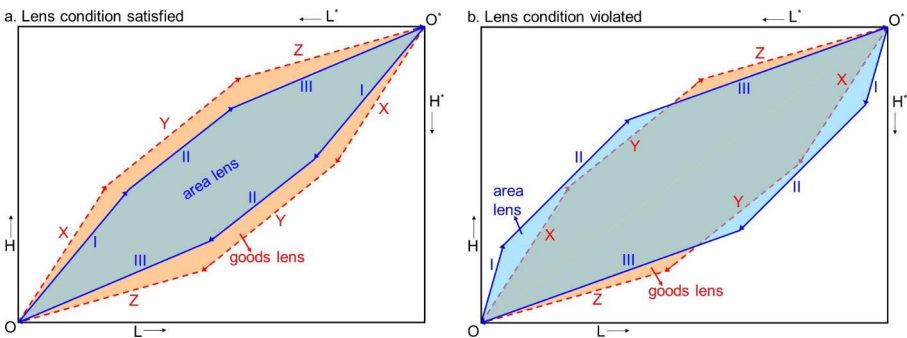 a. Lens condition satisfied
L*
O*
Z
III
I
X
H*
Y
II
area lens
II
Y
X
I
H
III
goods lens
Z
O
L
b. Lens condition violated
L*
O*
Z
X
I
III
H*
Y
II
II
area lens
Y
X
H
I
III
goods lens
Z
O
L